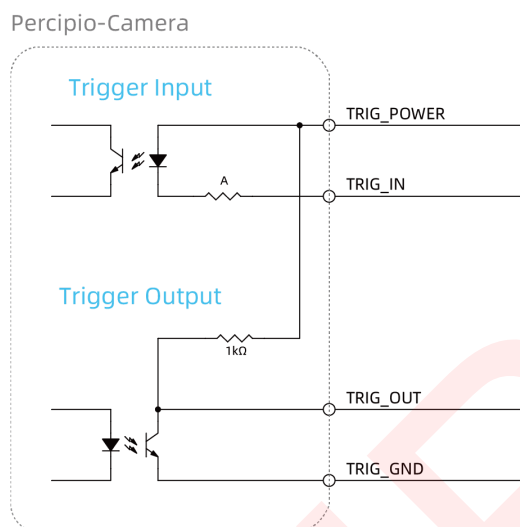 Percipio-Camera
Trigger Input
TRIG_POWER
A
TRIG_IN
Trigger Output
1kΩ
TRIG_OUT
TRIG_GND